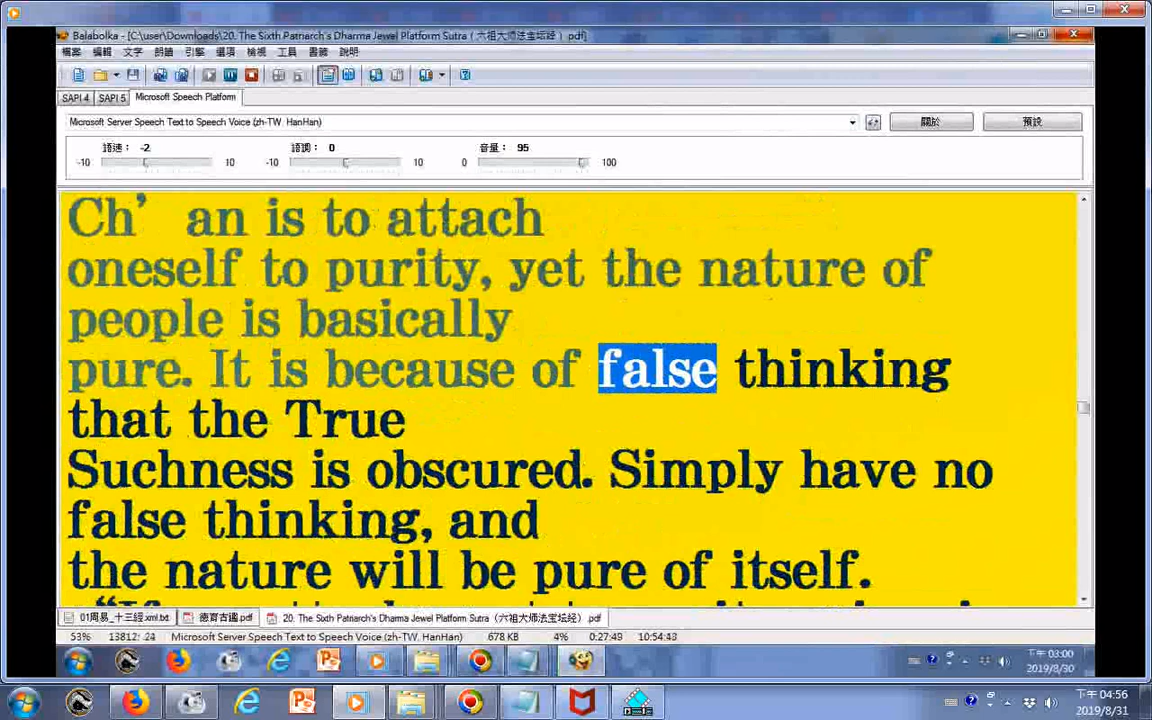 Balabolka - [C:\user\Downloads\20. The Sixth Patriarch's Dharma Jewel Platform Sutra (六祖大师法宝坛经) .pdf]
檔案 編輯 文字 朗讀 引擎 選項 檢視 工具 書籤 說明
SAPI 4 SAPI 5 Microsoft Speech Platform
Microsoft Server Speech Text to Speech Voice (zh-TW, HanHan) 關於 預設
語速： -2 語調： 0 音量： 95
-10 10 -10 10 0 100
Ch’ an is to attach
oneself to purity, yet the nature of
people is basically
pure. It is because of false thinking
that the True
Suchness is obscured. Simply have no
false thinking, and
the nature will be pure of itself.
01周易_十三經.xml.txt 德育古鑑.pdf 20. The Sixth Patriarch's Dharma Jewel Platform Sutra (六祖大师法宝坛经) .pdf
53% 13812: 24 Microsoft Server Speech Text to Speech Voice (zh-TW, HanHan) 678 KB 4% 0:27:49 10:54:43
下午 03:00
2019/8/30
下午 04:56
2019/8/31